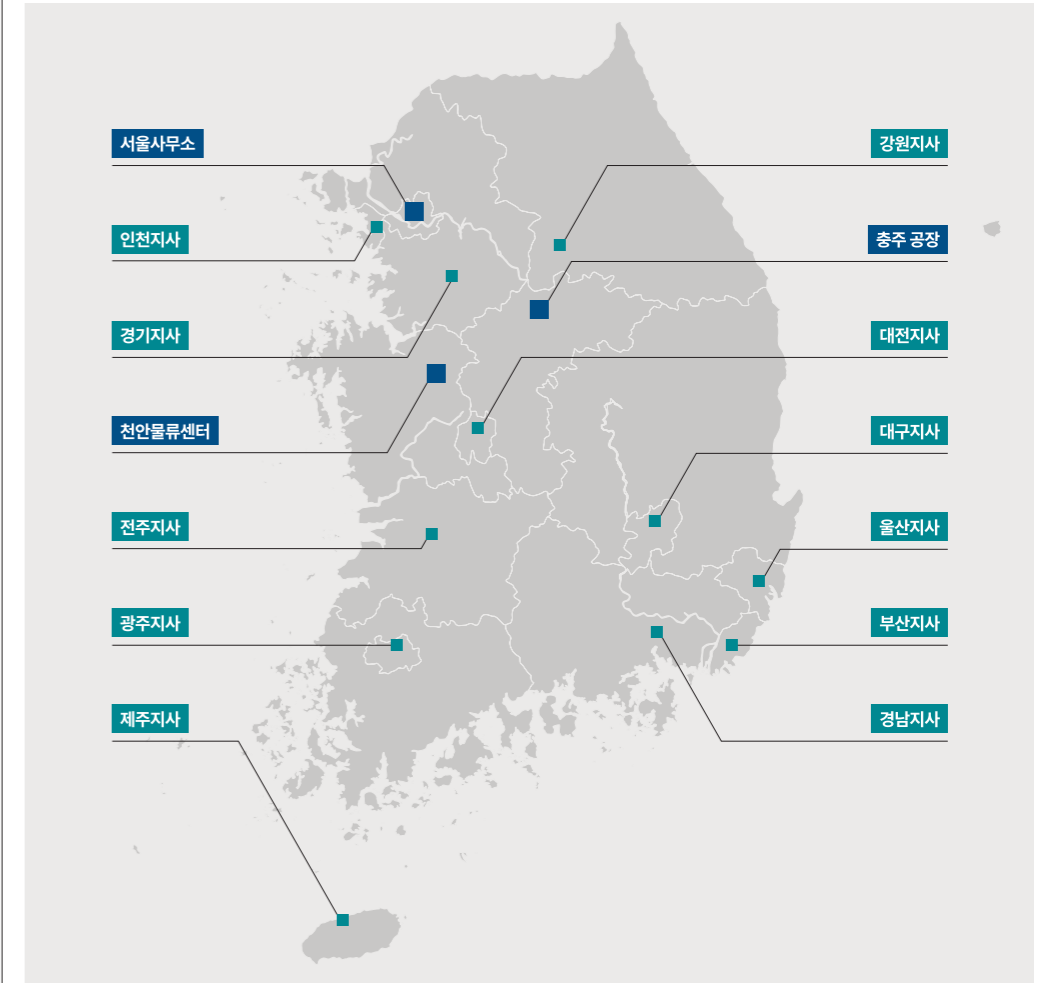 서울사무소
인천지사
경기지사
천안물류센터
전주지사
광주지사
제주지사
강원지사
충주 공장
대전지사
대구지사
울산지사
부산지사
경남지사